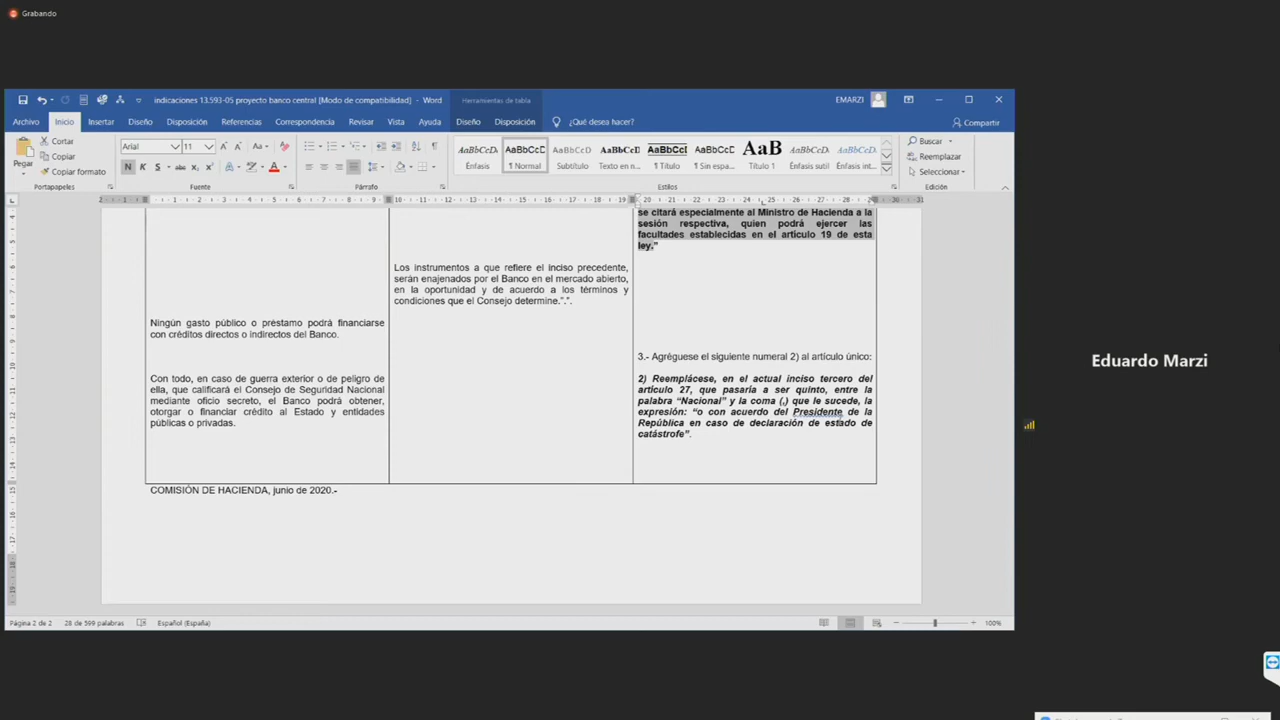 Grabando
indicaciones 13.593-05 proyecto banco central [Modo de compatibilidad] - Word
Herramientas de tabla
EMARZI
Archivo Inicio Insertar Diseño Disposición Referencias Correspondencia Revisar Vista Ayuda Diseño Disposición ¿Qué desea hacer? Compartir
Pegar
Cortar
Copiar
Copiar formato
Portapapeles
Arial 11
N K S abc
Fuente
Párrafo
AaBbCcD AaBbCcD AaBbCcD AaBbCcD AaBbCcD AaBbCcD AaB AaBbCcD AaBbCcD
Énfasis ¶ Normal Subtítulo Texto en n... ¶ Título ¶ Sin espa... Título 1 Énfasis sutil Énfasis int...
Estilos
Buscar
Reemplazar
Seleccionar
Edición
se citará especialmente al Ministro de Hacienda a la
sesión respectiva, quien podrá ejercer las
facultades establecidas en el artículo 19 de esta
ley."
Los instrumentos a que refiere el inciso precedente,
serán enajenados por el Banco en el mercado abierto,
en la oportunidad y de acuerdo a los términos y
condiciones que el Consejo determine.".".
Ningún gasto público o préstamo podrá financiarse
con créditos directos o indirectos del Banco.
3.- Agréguese el siguiente numeral 2) al artículo único:
Con todo, en caso de guerra exterior o de peligro de
ella, que calificará el Consejo de Seguridad Nacional
mediante oficio secreto, el Banco podrá obtener,
otorgar o financiar crédito al Estado y entidades
públicas o privadas.
2) Reemplácese, en el actual inciso tercero del
artículo 27, que pasaría a ser quinto, entre la
palabra “Nacional” y la coma (,) que le sucede, la
expresión: “o con acuerdo del Presidente de la
República en caso de declaración de estado de
catástrofe”.
COMISIÓN DE HACIENDA, junio de 2020.-
Página 2 de 2 28 de 599 palabras Español (España) 100%
Eduardo Marzi